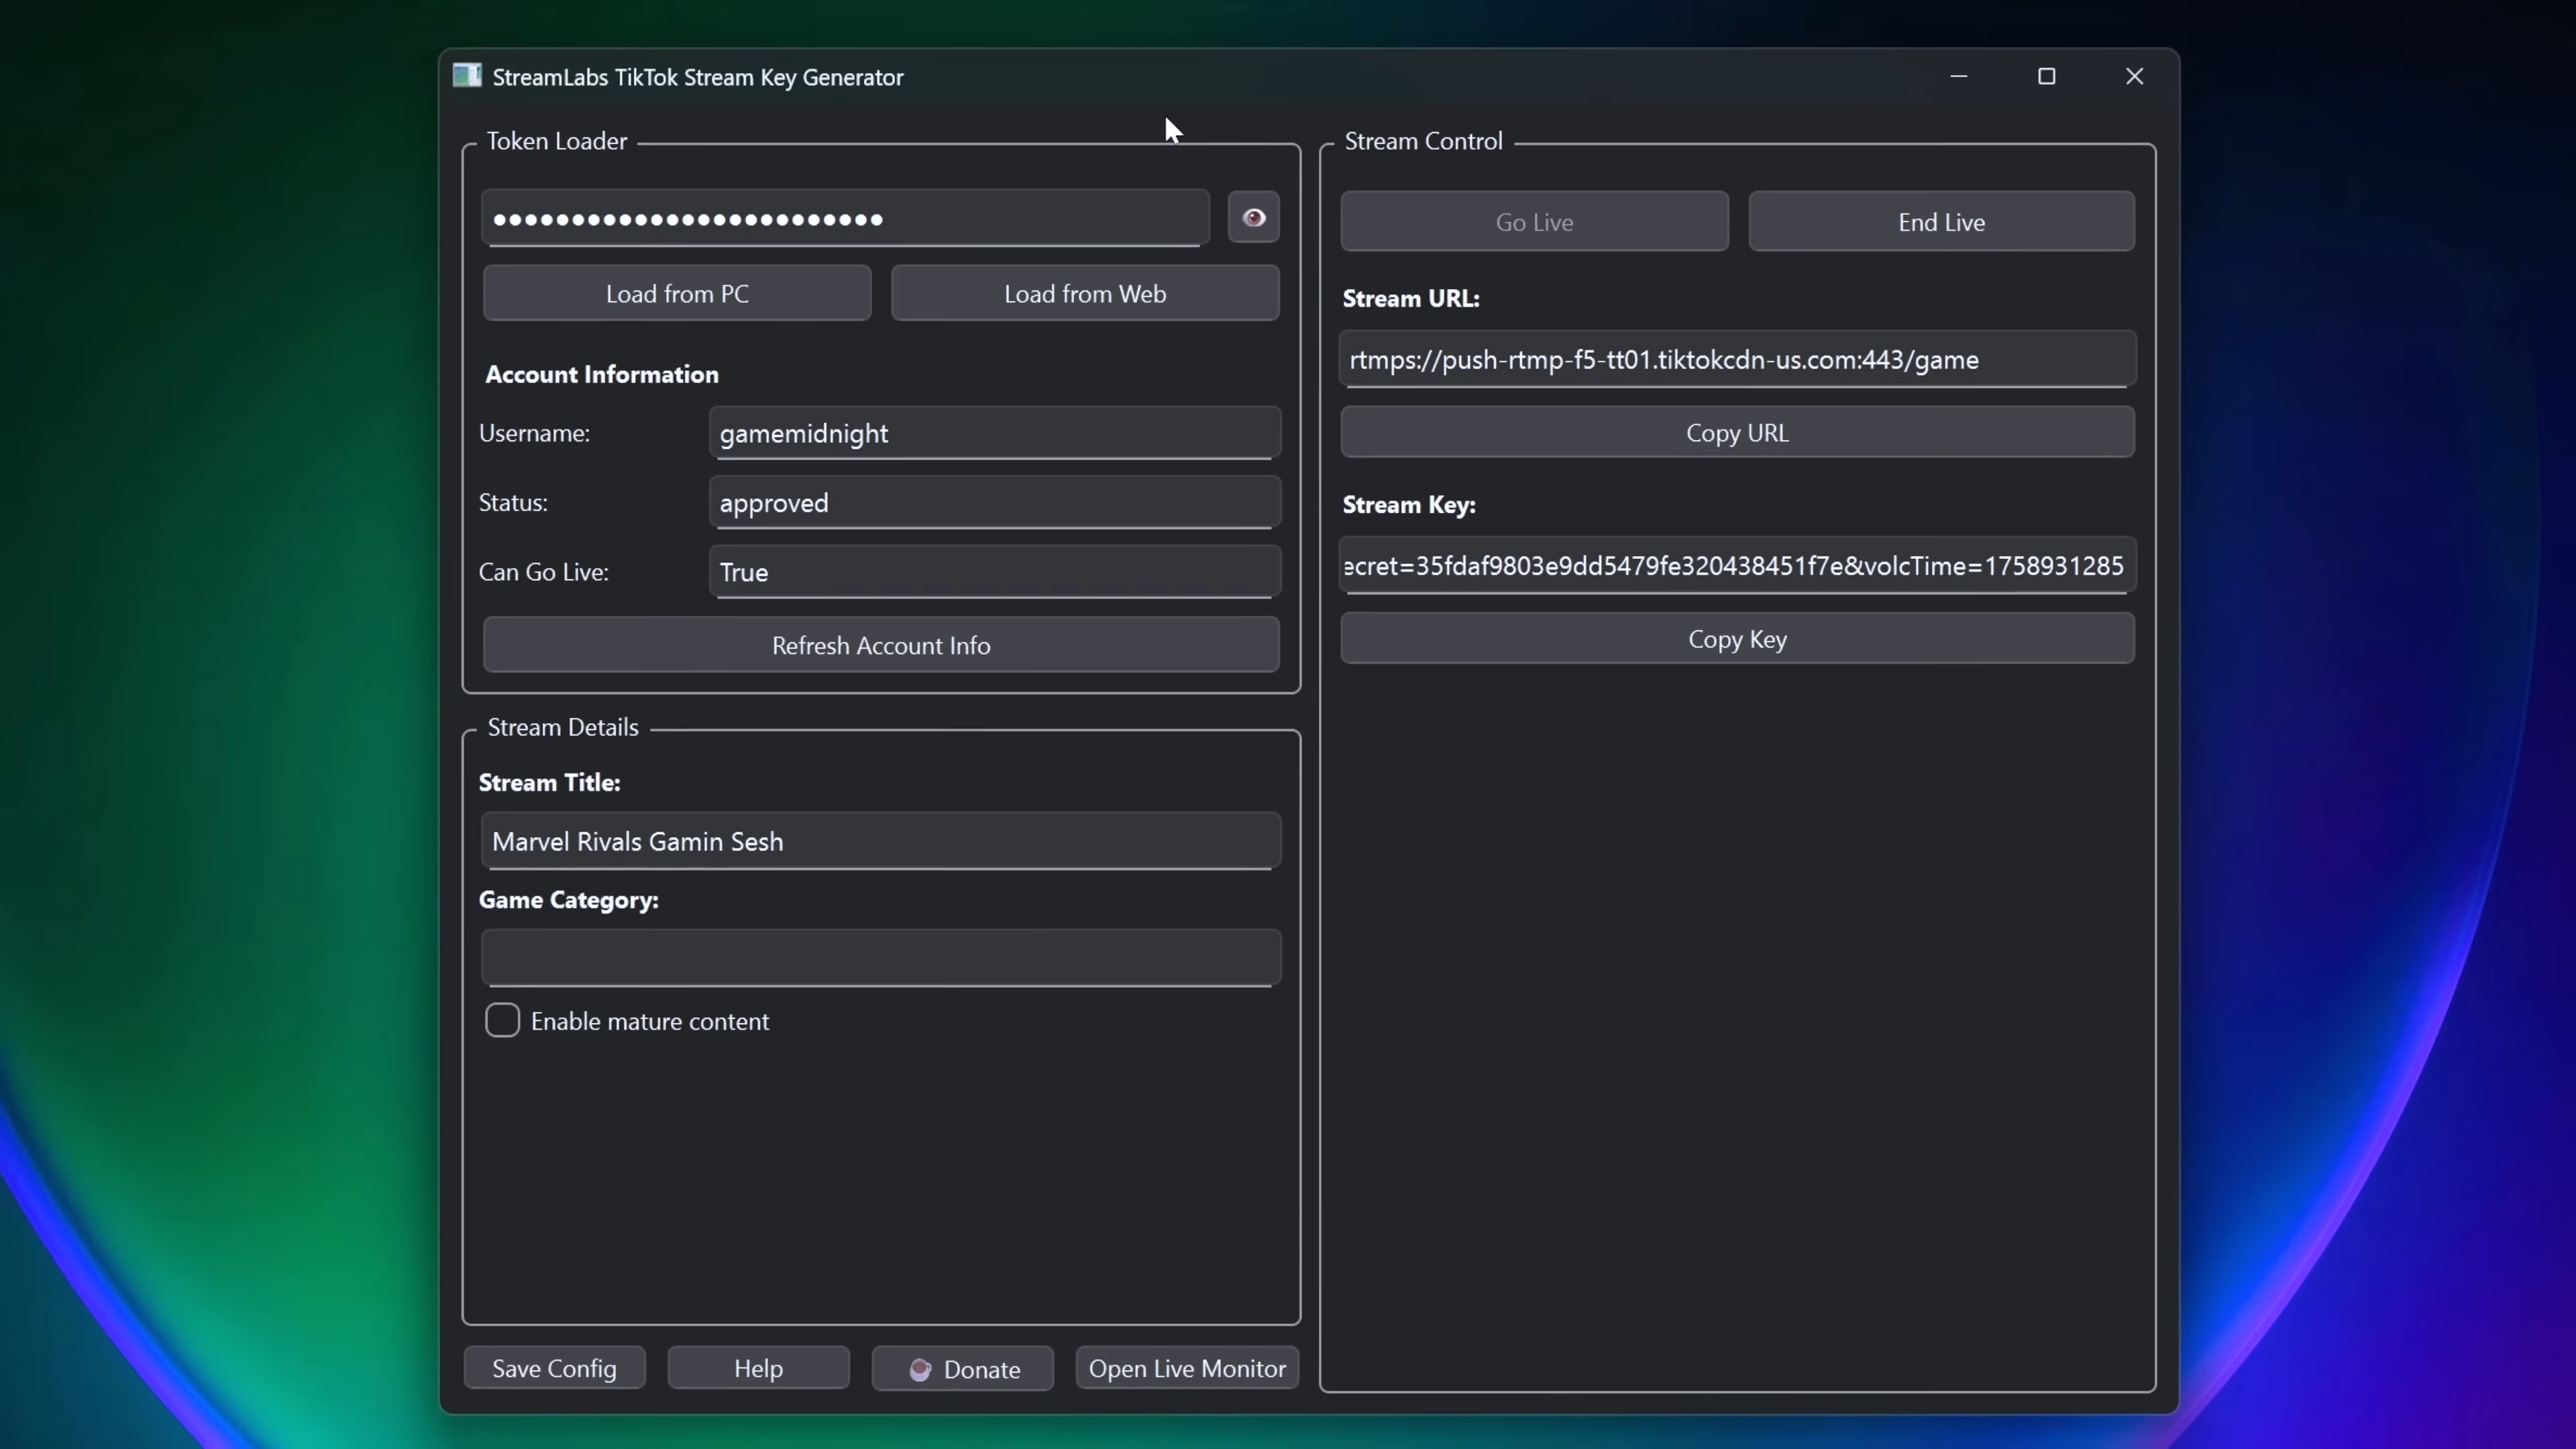 StreamLabs TikTok Stream Key Generator
Token Loader
Load from PC
Load from Web
Account Information
Username:
gamemidnight
Status:
approved
Can Go Live:
True
Refresh Account Info
Stream Details
Stream Title:
Marvel Rivals Gamin Sesh
Game Category:
Enable mature content
Save Config
Help
Donate
Open Live Monitor
Stream Control
Go Live
End Live
Stream URL:
rtmps://push-rtmp-f5-tt01.tiktokcdn-us.com:443/game
Copy URL
Stream Key:
ecret=35fdaf9803e9dd5479fe320438451f7e&volcTime=1758931285
Copy Key